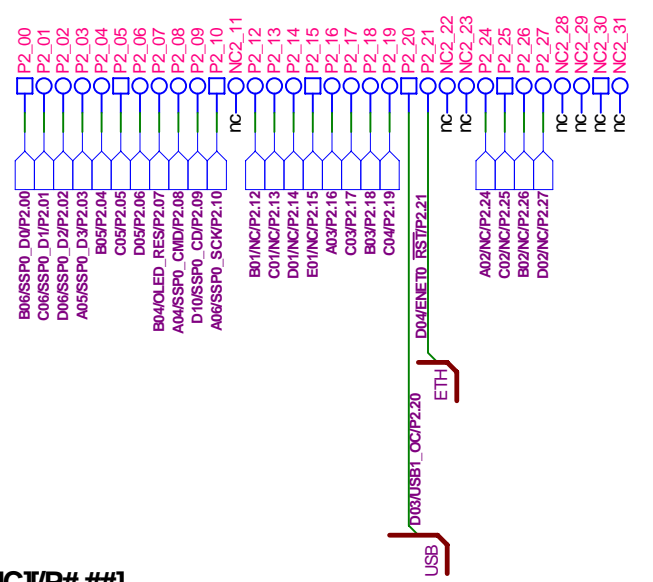 P2_00
P2_01
P2_02
P2_03
P2_04
P2_05
P2_06
P2_07
P2_08
P2_09
P2_10
NC2_11
P2_12
P2_13
P2_14
P2_15
P2_16
P2_17
P2_18
P2_19
P2_20
P2_21
NC2_22
NC2_23
P2_24
P2_25
P2_26
P2_27
NC2_28
NC2_29
NC2_30
NC2_31
nc
nc
nc
nc
nc
nc
nc
B06/SSP0_D0/P2.00
C06/SSP0_D1/P2.01
D06/SSP0_D2/P2.02
A05/SSP0_D3/P2.03
B05/P2.04
C05/P2.05
D05/P2.06
B04/OLED_RES/P2.07
A04/SSP0_CMD/P2.08
D10/SSP0_CD/P2.09
A06/SSP0_SCK/P2.10
B01/NC/P2.12
C01/NC/P2.13
D01/NC/P2.14
E01/NC/P2.15
A03/P2.16
C03/P2.17
B03/P2.18
C04/P2.19
D03/USB1_OC/P2.20
D04/ENET0_RST/P2.21
A02/NC/P2.24
C02/NC/P2.25
B02/NC/P2.26
D02/NC/P2.27
ETH
USB